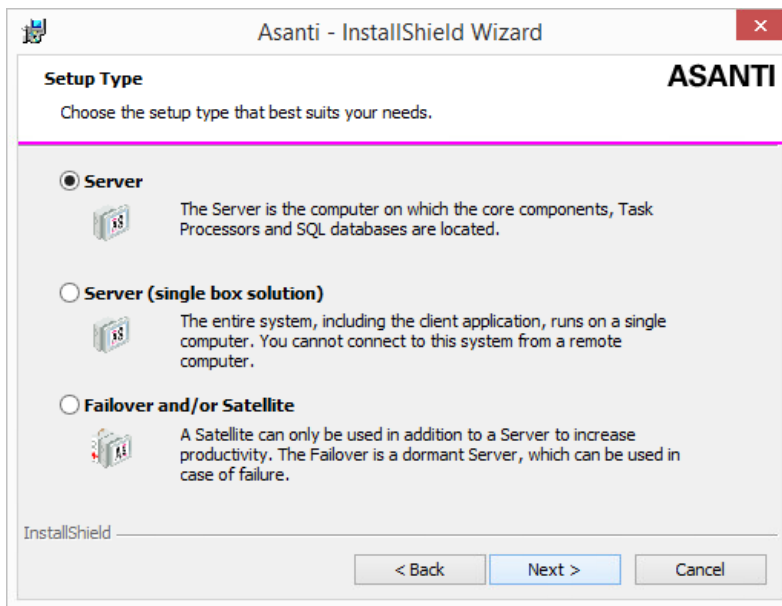 Asanti - InstallShield Wizard
Setup Type
ASANTI
Choose the setup type that best suits your needs.
Server
The Server is the computer on which the core components, Task
Processors and SQL databases are located.
Server (single box solution)
The entire system, including the client application, runs on a single
computer. You cannot connect to this system from a remote
computer.
Failover and/or Satellite
A Satellite can only be used in addition to a Server to increase
productivity. The Failover is a dormant Server, which can be used in
case of failure.
InstallShield
< Back
Next >
Cancel